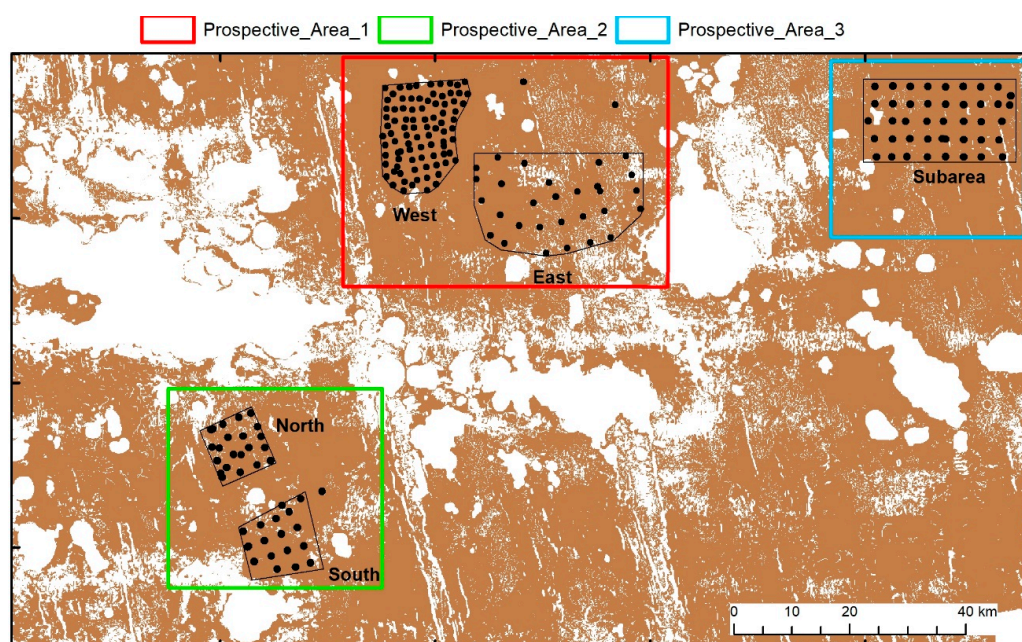 Prospective_Area_1 Prospective_Area_2 Prospective_Area_3
West
East
Subarea
North
South
0 10 20 40 km